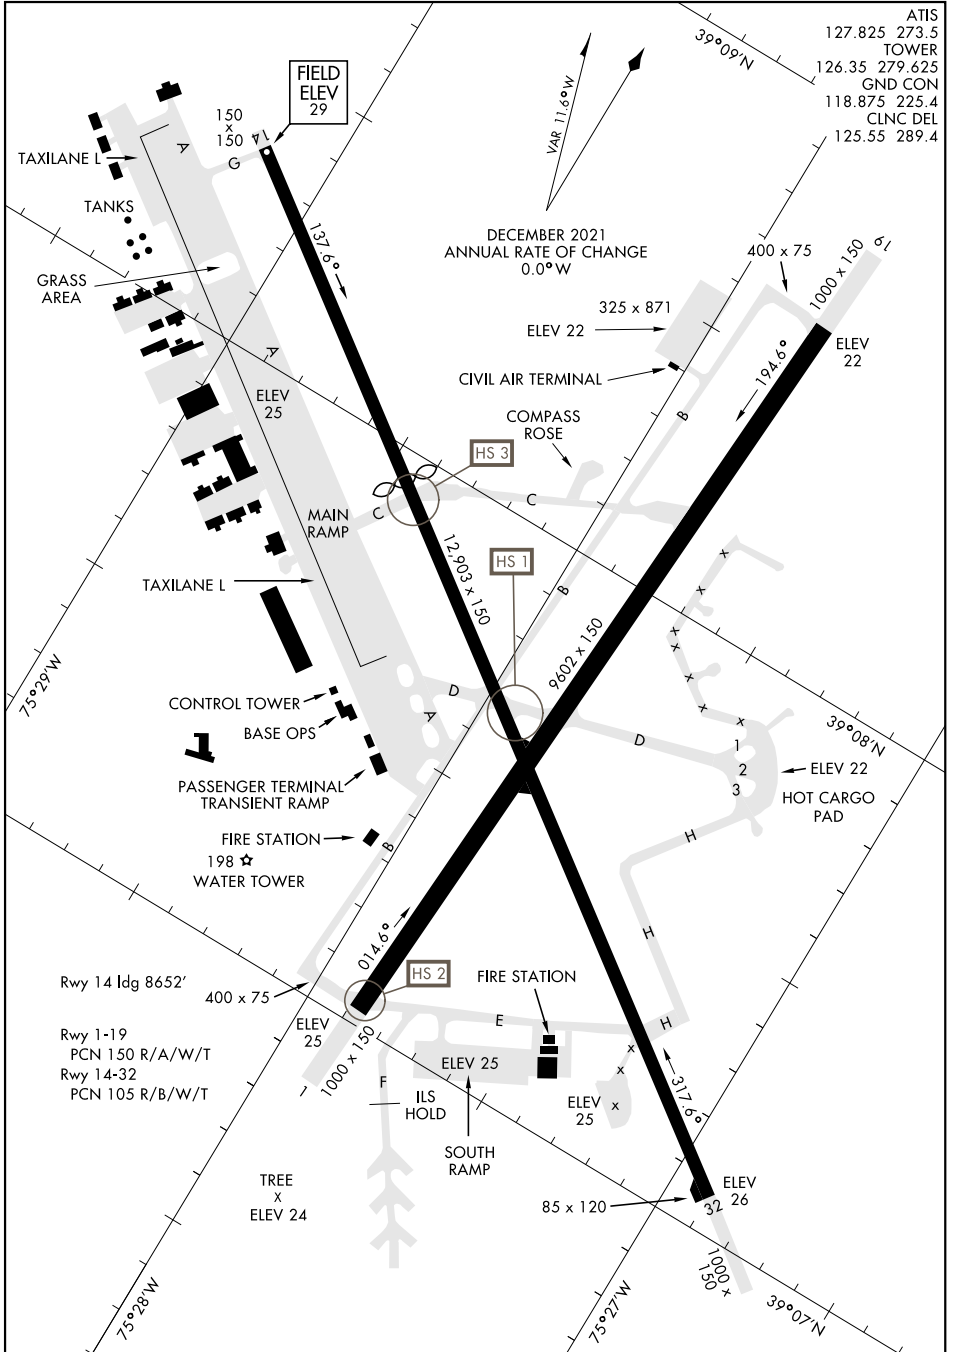 ATIS
127.825 273.5
TOWER
126.35 279.625
GND CON
118.875 225.4
CLNC DEL
125.55 289.4
39°09'N
VAR 11.6°W
FIELD
ELEV
29
150
x
150
14
A
G
TAXILANE L
TANKS
137.6°
DECEMBER 2021
ANNUAL RATE OF CHANGE
0.0° W
400 x 75
1000 x 150
19
GRASS
AREA
325 x 871
ELEV 22
ELEV
22
194.6°
A
CIVIL AIR TERMINAL
ELEV
25
COMPASS
ROSE
B
HS 3
C
C
MAIN
RAMP
12,903 x 150
HS 1
TAXILANE L
B
9602 x 150
75°29'W
D
CONTROL TOWER
A
BASE OPS
39°08'N
D
1
2
3
ELEV 22
HOT CARGO
PAD
PASSENGER TERMINAL
TRANSIENT RAMP
FIRE STATION
B
H
198
WATER TOWER
014.6°
H
HS 2
FIRE STATION
Rwy 14 ldg 8652'
400 x 75
ELEV
25
E
H
Rwy 1-19
PCN 150 R/A/W/T
Rwy 14-32
PCN 105 R/B/W/T
1
1000 x 150
ELEV 25
F
ILS
HOLD
ELEV
25
x
317.6°
SOUTH
RAMP
TREE
x
ELEV 24
85 x 120
ELEV
26
32
1000 x
150
75°28'W
75°27'W
39°07'N